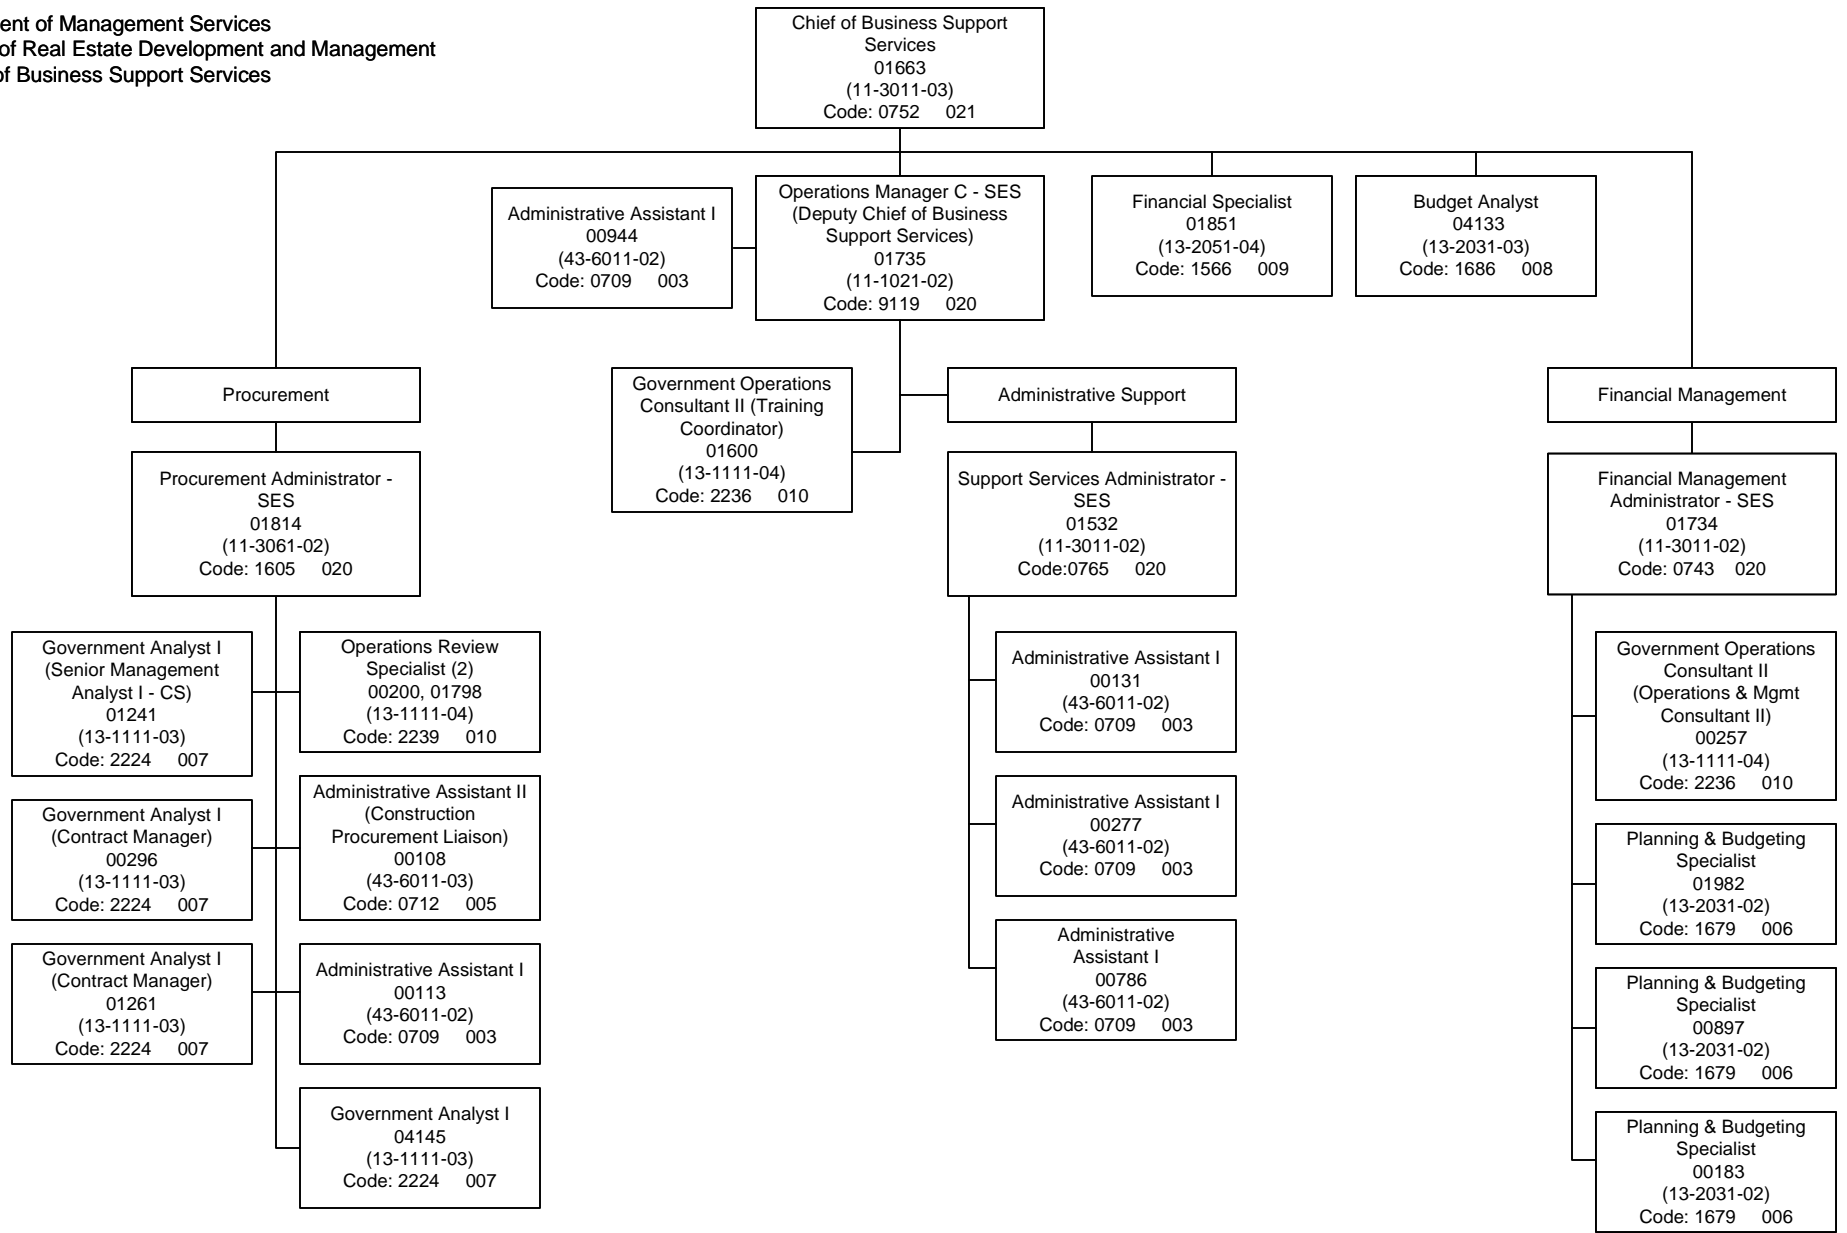 ent of Management Services
of Real Estate Development and Management
of Business Support Services
Chief of Business Support
Services
01663
(11-3011-03)
Code: 0752 021
Administrative Assistant I
00944
(43-6011-02)
Code: 0709 003
Operations Manager C - SES
(Deputy Chief of Business
Support Services)
01735
(11-1021-02)
Code: 9119 020
Financial Specialist
01851
(13-2051-04)
Code: 1566 009
Budget Analyst
04133
(13-2031-03)
Code: 1686 008
Procurement
Government Operations
Consultant II (Training
Coordinator)
01600
(13-1111-04)
Code: 2236 010
Administrative Support
Financial Management
Procurement Administrator -
SES
01814
(11-3061-02)
Code: 1605 020
Support Services Administrator -
SES
01532
(11-3011-02)
Code:0765 020
Financial Management
Administrator - SES
01734
(11-3011-02)
Code: 0743 020
Government Analyst I
(Senior Management
Analyst I - CS)
01241
(13-1111-03)
Code: 2224 007
Operations Review
Specialist (2)
00200, 01798
(13-1111-04)
Code: 2239 010
Government Analyst I
(Contract Manager)
00296
(13-1111-03)
Code: 2224 007
Administrative Assistant II
(Construction
Procurement Liaison)
00108
(43-6011-03)
Code: 0712 005
Government Analyst I
(Contract Manager)
01261
(13-1111-03)
Code: 2224 007
Administrative Assistant I
00113
(43-6011-02)
Code: 0709 003
Government Analyst I
04145
(13-1111-03)
Code: 2224 007
Administrative Assistant I
00131
(43-6011-02)
Code: 0709 003
Administrative Assistant I
00277
(43-6011-02)
Code: 0709 003
Administrative
Assistant I
00786
(43-6011-02)
Code: 0709 003
Government Operations
Consultant II
(Operations & Mgmt
Consultant II)
00257
(13-1111-04)
Code: 2236 010
Planning & Budgeting
Specialist
01982
(13-2031-02)
Code: 1679 006
Planning & Budgeting
Specialist
00897
(13-2031-02)
Code: 1679 006
Planning & Budgeting
Specialist
00183
(13-2031-02)
Code: 1679 006